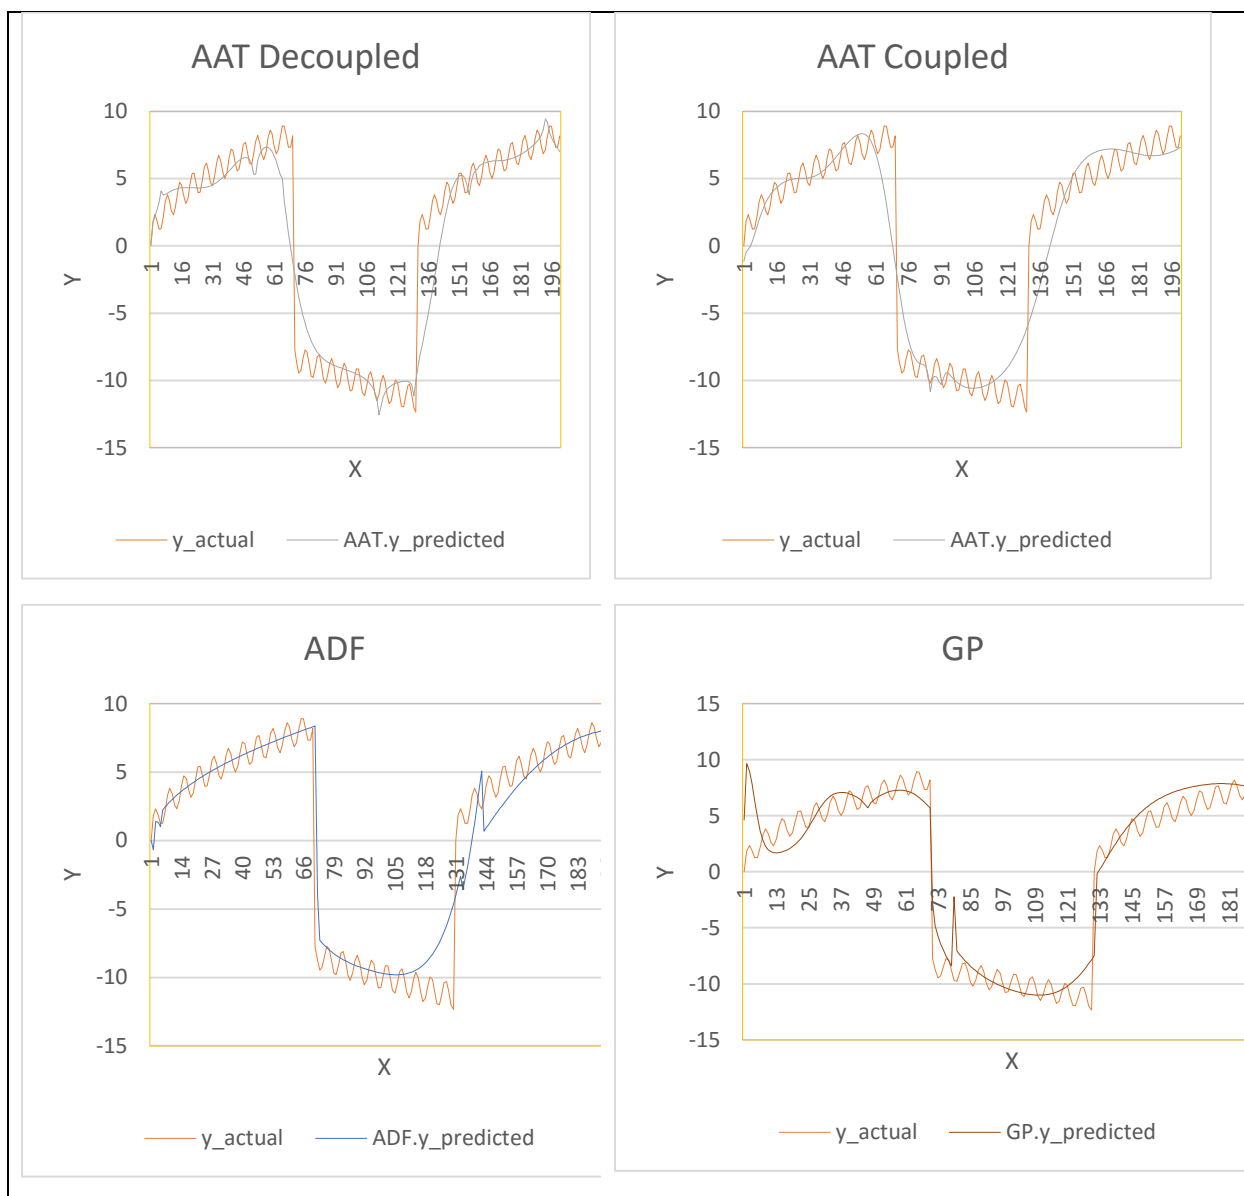 AAT Decoupled
10
5
0
-5
-10
-15
Y
1 16 31 46 61 76 91 106 121 136 151 166 181 196
X
y_actual AAT.y_predicted
AAT Coupled
10
5
0
-5
-10
-15
Y
1 16 31 46 61 76 91 106 121 136 151 166 181 196
X
y_actual AAT.y_predicted
ADF
10
5
0
-5
-10
-15
Y
1 14 27 40 53 66 79 92 105 118 131 144 157 170 183
X
y_actual ADF.y_predicted
GP
15
10
5
0
-5
-10
-15
Y
1 13 25 37 49 61 73 85 97 109 121 133 145 157 169 181
X
y_actual GP.y_predicted